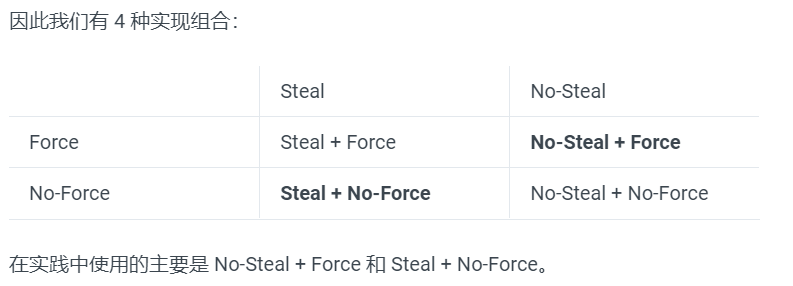 因此我们有 4 种实现组合：
Steal No-Steal
Force Steal + Force No-Steal + Force
No-Force Steal + No-Force No-Steal + No-Force
在实践中使用的主要是 No-Steal + Force 和 Steal + No-Force。